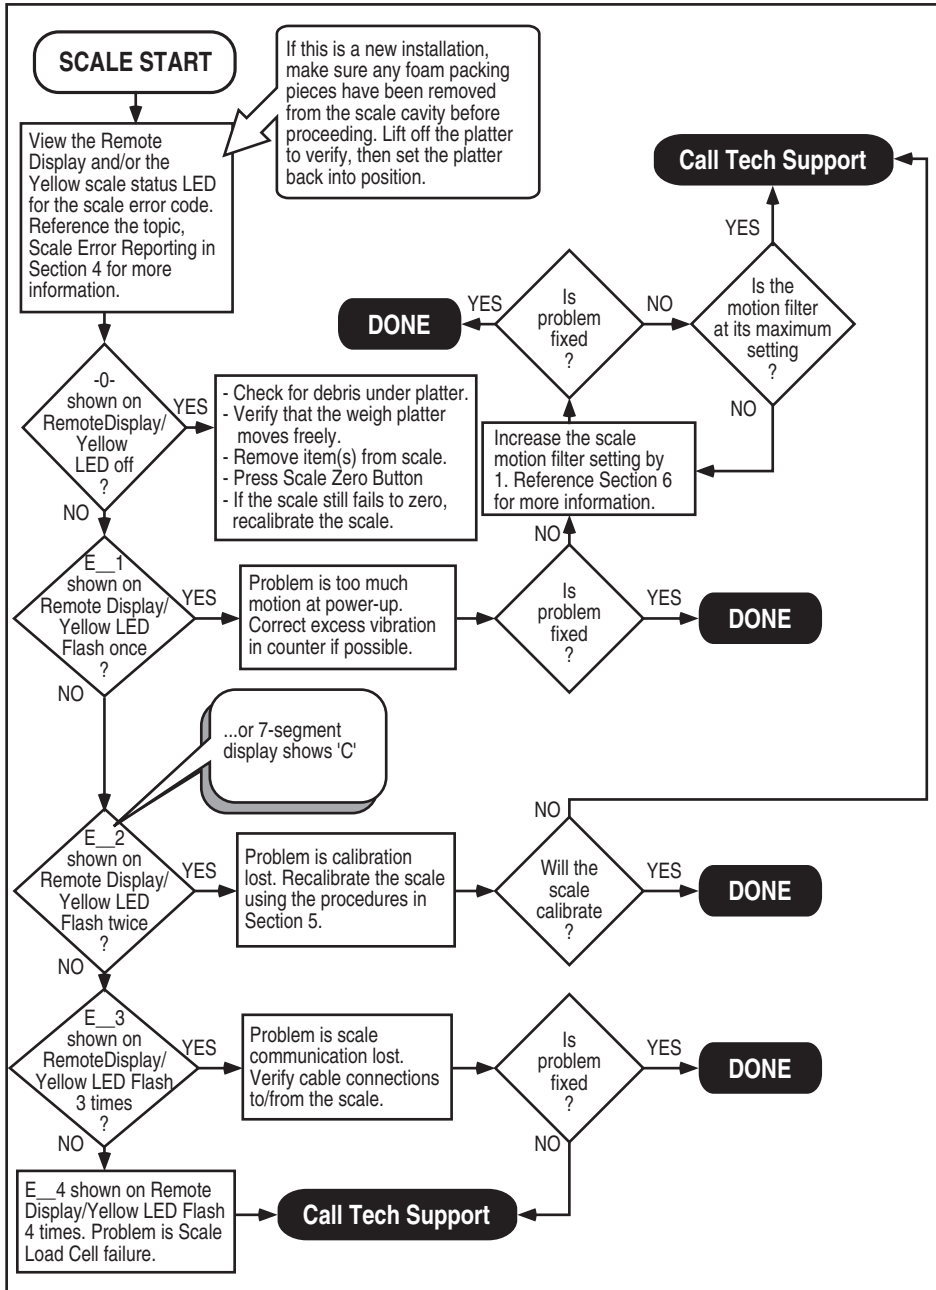 SCALE START
If this is a new installation,
make sure any foam packing
pieces have been removed
from the scale cavity before
proceeding. Lift off the platter
to verify, then set the platter
back into position.
View the Remote
Display and/or the
Yellow scale status LED
for the scale error code.
Reference the topic,
Scale Error Reporting in
Section 4 for more
information.
Call Tech Support
YES
Is the
motion filter
at its maximum
setting
?
NO
NO
Is
problem
fixed
?
YES
DONE
-0-
shown on
RemoteDisplay/
Yellow
LED off
?
YES
- Check for debris under platter.
- Verify that the weigh platter
moves freely.
- Remove item(s) from scale.
- Press Scale Zero Button
- If the scale still fails to zero,
recalibrate the scale.
Increase the scale
motion filter setting by
1. Reference Section 6
for more information.
NO
NO
E__1
shown on
Remote Display/
Yellow LED
Flash once
?
YES
Problem is too much
motion at power-up.
Correct excess vibration
in counter if possible.
Is
problem
fixed
?
YES
DONE
NO
...or 7-segment
display shows 'C'
E__2
shown on
Remote Display/
Yellow LED
Flash twice
?
YES
Problem is calibration
lost. Recalibrate the scale
using the procedures in
Section 5.
NO
Will the
scale
calibrate
?
YES
DONE
NO
E__3
shown on
RemoteDisplay/
Yellow LED Flash
3 times
?
YES
Problem is scale
communication lost.
Verify cable connections
to/from the scale.
Is
problem
fixed
?
YES
DONE
NO
NO
E__4 shown on Remote
Display/Yellow LED Flash
4 times. Problem is Scale
Load Cell failure.
Call Tech Support